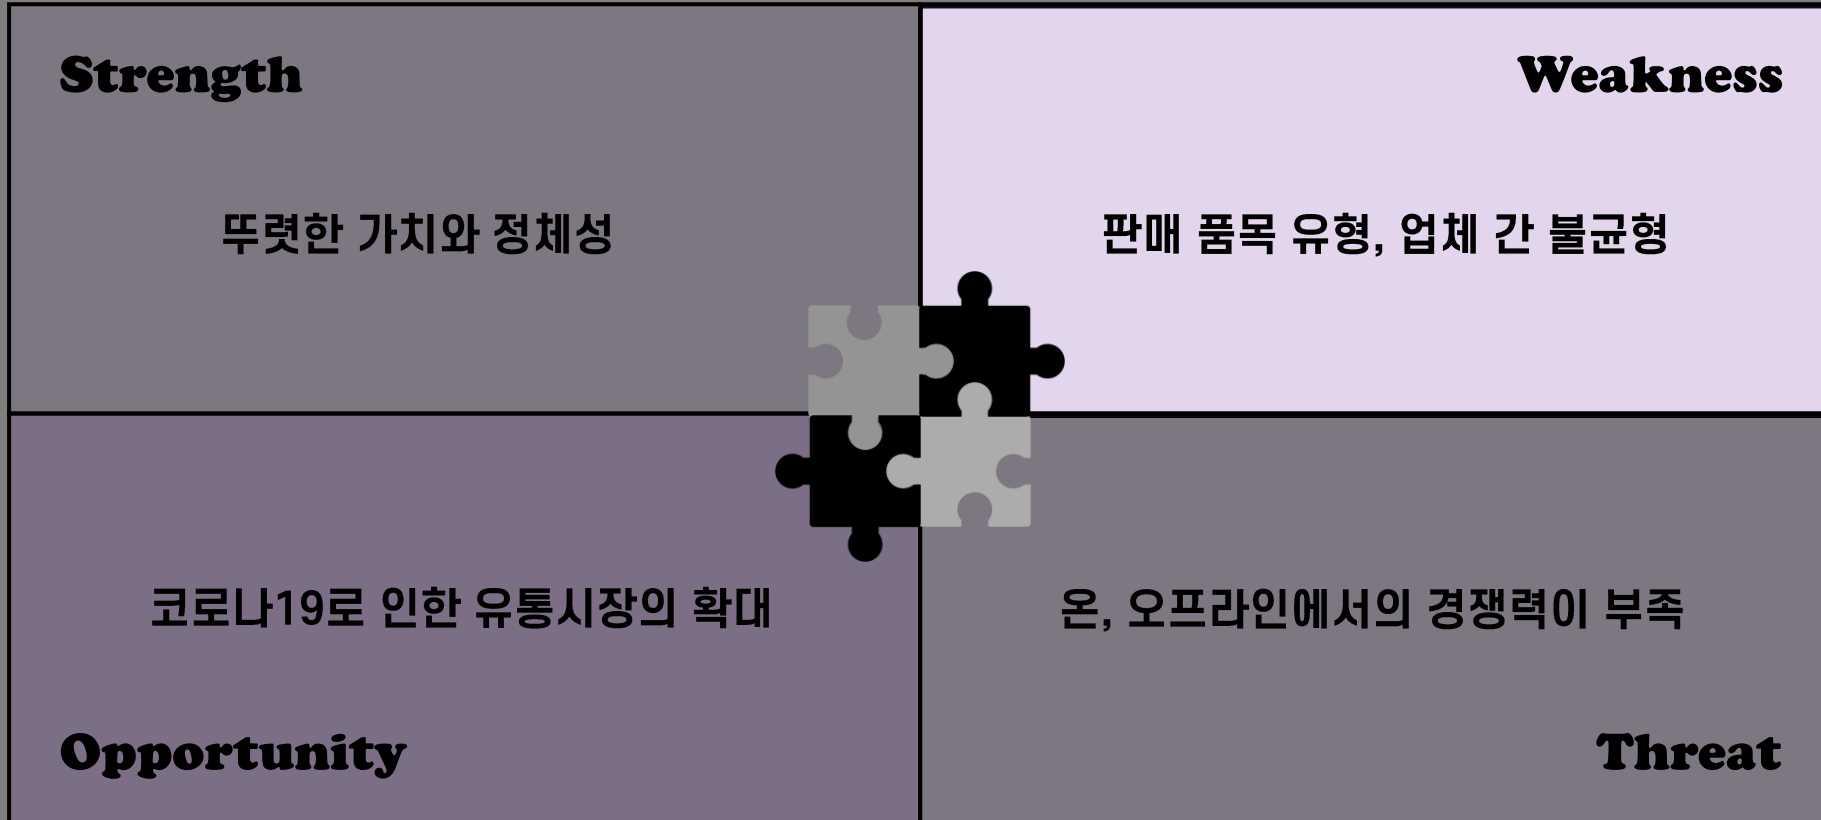 Strength
뚜렷한 가치와 정체성
Weakness
판매 품목 유형, 업체 간 불균형
코로나19로 인한 유통시장의 확대
Opportunity
온, 오프라인에서의 경쟁력이 부족
Threat